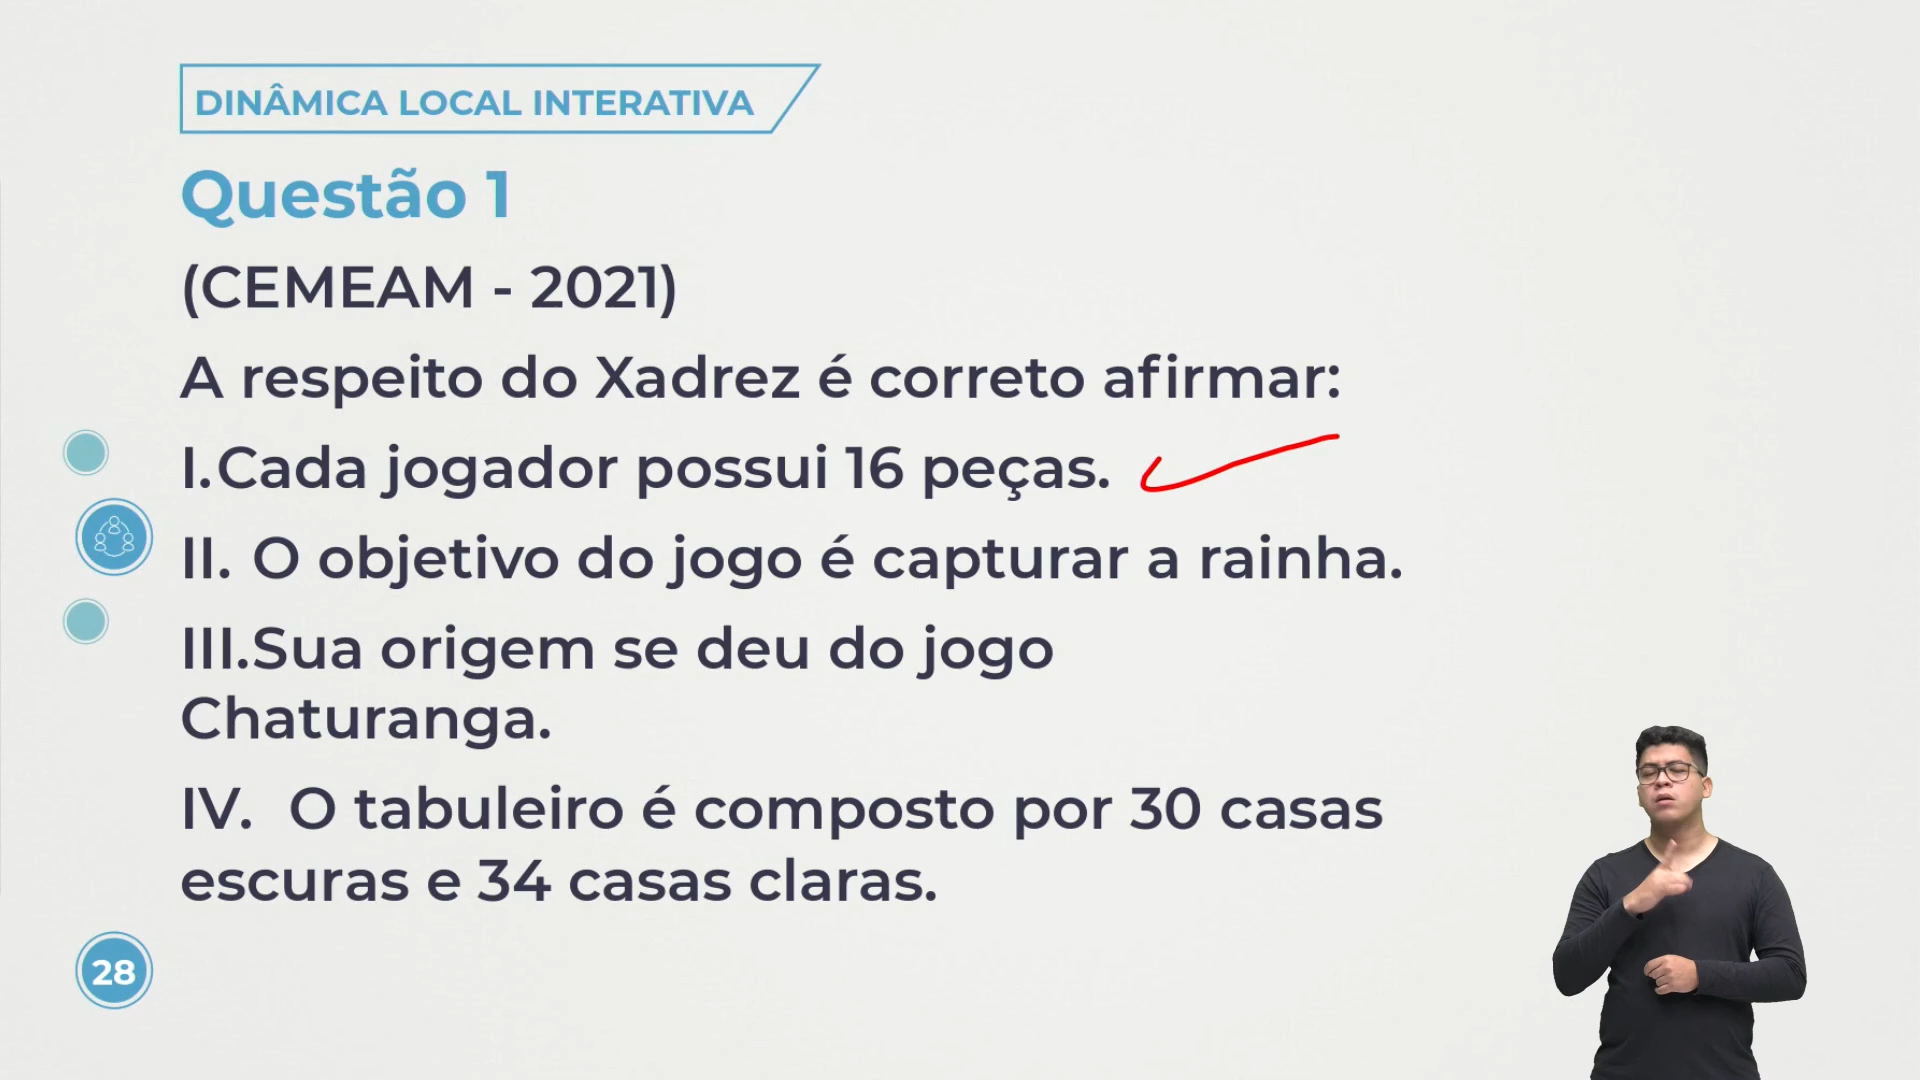 DINÂMICA LOCAL INTERATIVA
Questão 1
(CEMEAM - 2021)
A respeito do Xadrez é correto afirmar:
I.Cada jogador possui 16 peças.
II. O objetivo do jogo é capturar a rainha.
III.Sua origem se deu do jogo
Chaturanga.
IV. O tabuleiro é composto por 30 casas
escuras e 34 casas claras.
28